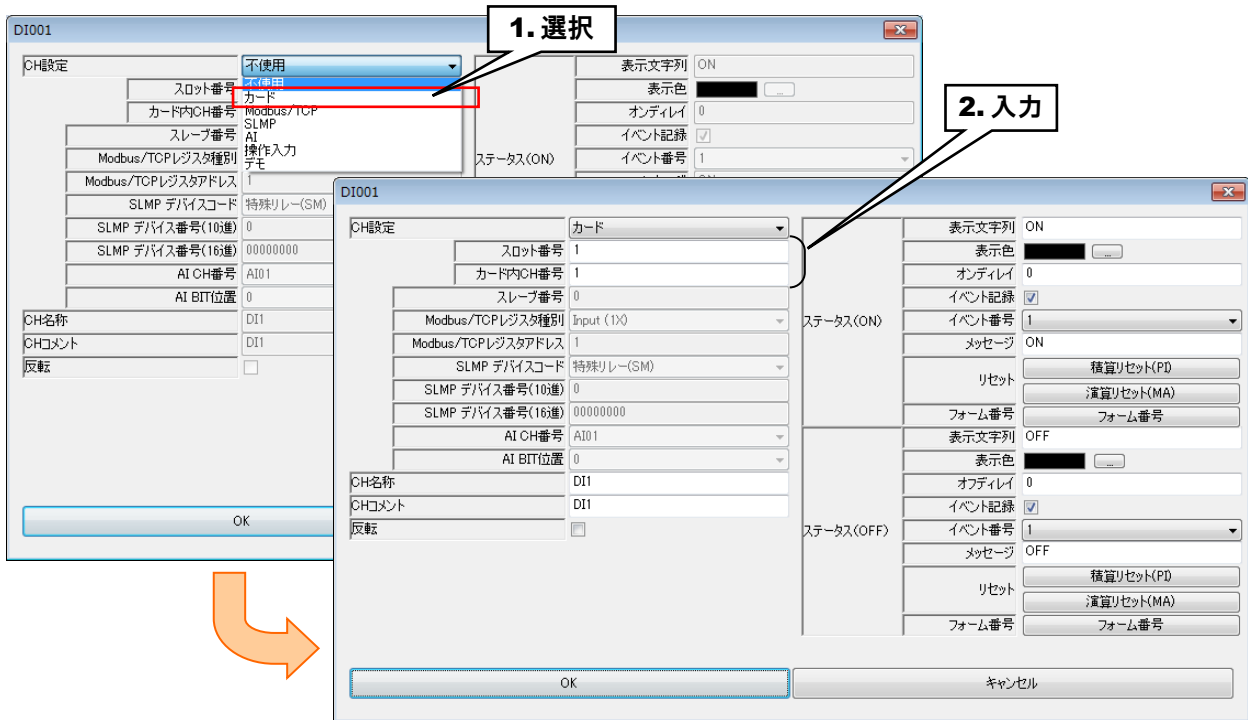 1. 選択
DI001
CH設定 不使用
不使用
カード
Modbus/TCP
SLMP
AI
操作入力
デモ
スロット番号
カード内CH番号
スレーブ番号
Modbus/TCPレジスタ種別
Modbus/TCPレジスタアドレス 1
SLMP デバイスコード 特殊リレー(SM)
SLMP デバイス番号(10進) 0
SLMP デバイス番号(16進) 00000000
AI CH番号 AI01
AI BIT位置 0
CH名称 DI1
CHコメント DI1
反転
ステータス(ON)
表示文字列 ON
表示色 ...
オンディレイ 0
イベント記録
イベント番号 1
OK
2. 入力
DI001
CH設定 カード
スロット番号 1
カード内CH番号 1
スレーブ番号 0
Modbus/TCPレジスタ種別 Input (1X)
Modbus/TCPレジスタアドレス 1
SLMP デバイスコード 特殊リレー(SM)
SLMP デバイス番号(10進) 0
SLMP デバイス番号(16進) 00000000
AI CH番号 AI01
AI BIT位置 0
CH名称 DI1
CHコメント DI1
反転
ステータス(ON)
表示文字列 ON
表示色 ...
オンディレイ 0
イベント記録
イベント番号 1
メッセージ ON
リセット 積算リセット(PI)
演算リセット(MA)
フォーム番号 フォーム番号
ステータス(OFF)
表示文字列 OFF
表示色 ...
オフディレイ 0
イベント記録
イベント番号 1
メッセージ OFF
リセット 積算リセット(PI)
演算リセット(MA)
フォーム番号 フォーム番号
OK
キャンセル